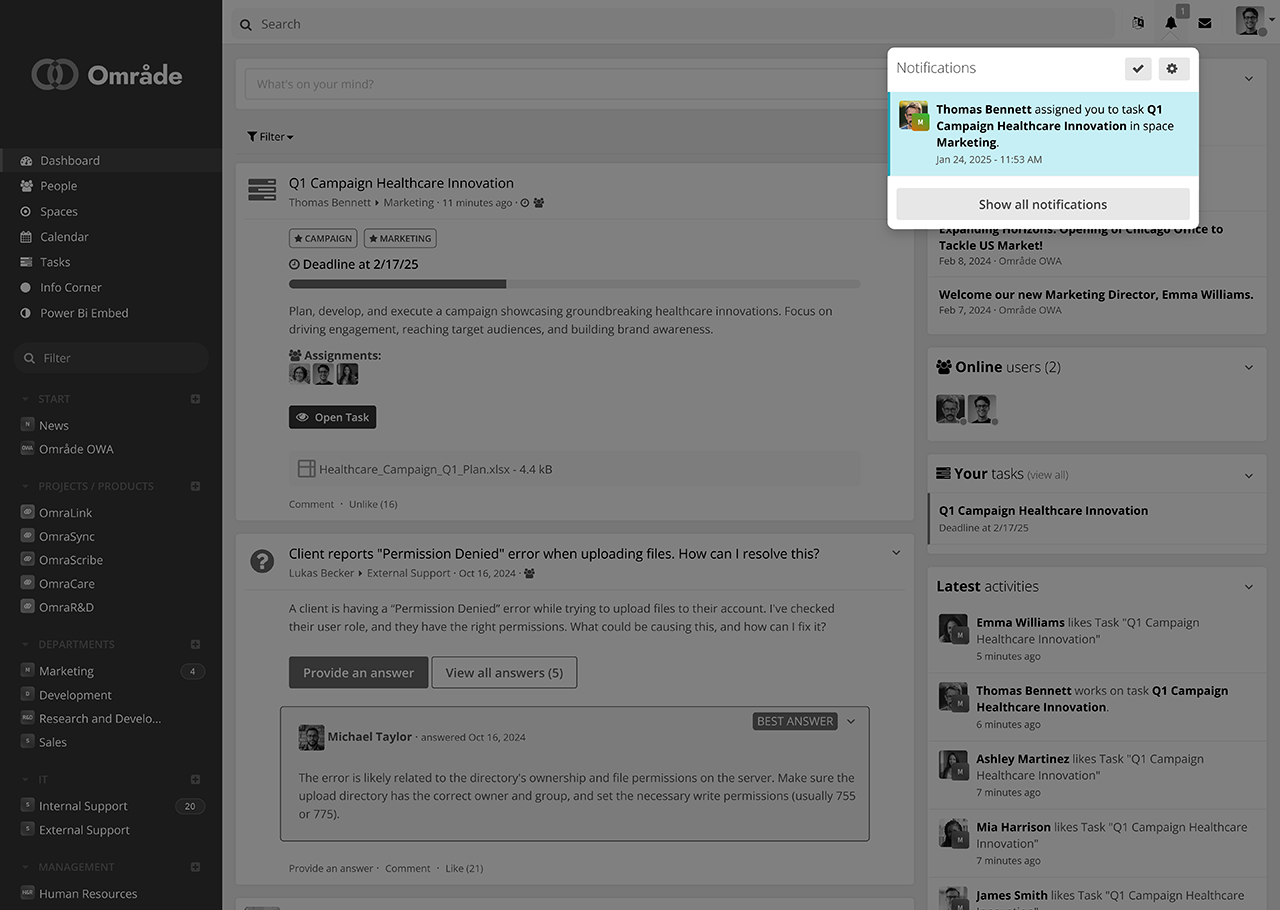 Område
Dashboard
People
Spaces
Calendar
Tasks
Info Corner
Power Bi Embed
Filter
START
N News
OWA Område OWA
PROJECTS / PRODUCTS
OmraLink
OmraSync
OmraScribe
OmraCare
OmraR&D
DEPARTMENTS
M Marketing 4
D Development
R&D Research and Develo...
S Sales
IT
S Internal Support 20
S External Support
MANAGEMENT
H&R Human Resources
Search
1
What's on your mind?
Filter
Q1 Campaign Healthcare Innovation
Thomas Bennett Marketing · 11 minutes ago ·
CAMPAIGN MARKETING
Deadline at 2/17/25
Plan, develop, and execute a campaign showcasing groundbreaking healthcare innovations. Focus on
driving engagement, reaching target audiences, and building brand awareness.
Assignments:
Open Task
Healthcare_Campaign_Q1_Plan.xlsx - 4.4 kB
Comment · Unlike (16)
Client reports "Permission Denied" error when uploading files. How can I resolve this?
Lukas Becker External Support · Oct 16, 2024 ·
A client is having a “Permission Denied” error while trying to upload files to their account. I've checked
their user role, and they have the right permissions. What could be causing this, and how can I fix it?
Provide an answer View all answers (5)
BEST ANSWER
Michael Taylor · answered Oct 16, 2024
The error is likely related to the directory's ownership and file permissions on the server. Make sure the
upload directory has the correct owner and group, and set the necessary write permissions (usually 755
or 775).
Provide an answer · Comment · Like (21)
Notifications
Thomas Bennett assigned you to task Q1
Campaign Healthcare Innovation in space
Marketing.
M
Jan 24, 2025 - 11:53 AM
Show all notifications
Expanding Horizons: Opening of Chicago Office to
Tackle US Market!
Feb 8, 2024 · Område OWA
Welcome our new Marketing Director, Emma Williams.
Feb 7, 2024 · Område OWA
Online users (2)
Your tasks (view all)
Q1 Campaign Healthcare Innovation
Deadline at 2/17/25
Latest activities
Emma Williams likes Task "Q1 Campaign
M Healthcare Innovation"
5 minutes ago
Thomas Bennett works on task Q1 Campaign
M Healthcare Innovation.
6 minutes ago
Ashley Martinez likes Task "Q1 Campaign
M Healthcare Innovation"
7 minutes ago
Mia Harrison likes Task "Q1 Campaign Healthcare
M Innovation"
7 minutes ago
James Smith likes Task "Q1 Campaign Healthcare
M Innovation"